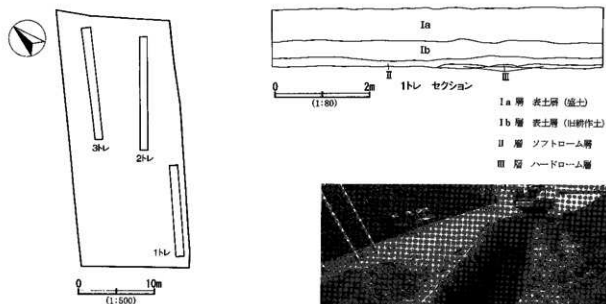 3トレ
2トレ
1トレ
0 10m
(1:500)
Ⅰa
Ⅰb
Ⅱ
Ⅲ
0 2m
(1:80)
1トレ セクション
Ⅰa 層 表土層 (盛土)
Ⅰb 層 表土層 (旧耕作土)
Ⅱ 層 ソフトローム層
Ⅲ 層 ハードローム層